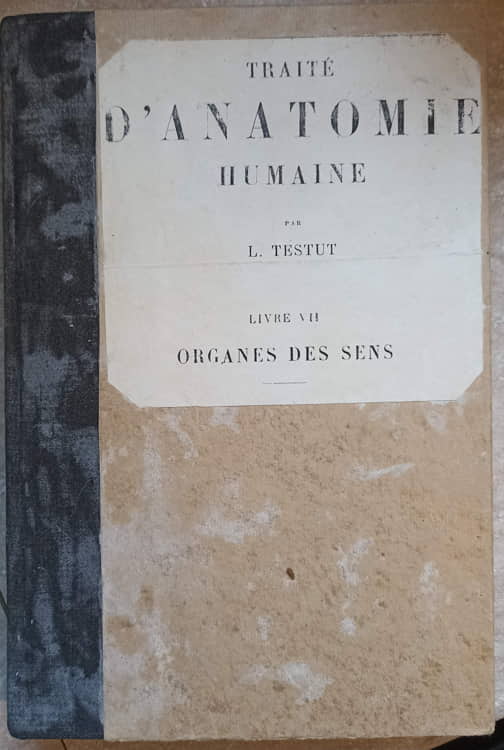 TRAITÉ
D'ANATOMIE
HUMAINE
PAR
L. TESTUT
LIVRE VII
ORGANES DES SENS